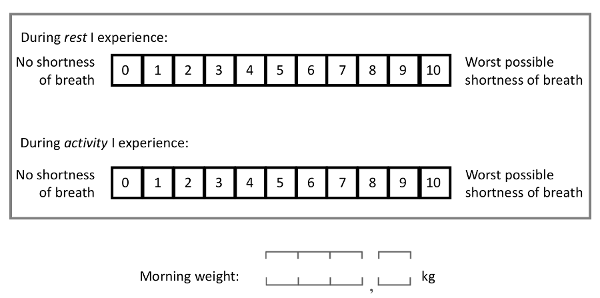 During rest I experience:
No shortness of breath 0 1 2 3 4 5 6 7 8 9 10 Worst possible shortness of breath
During activity I experience:
No shortness of breath 0 1 2 3 4 5 6 7 8 9 10 Worst possible shortness of breath
Morning weight: , kg